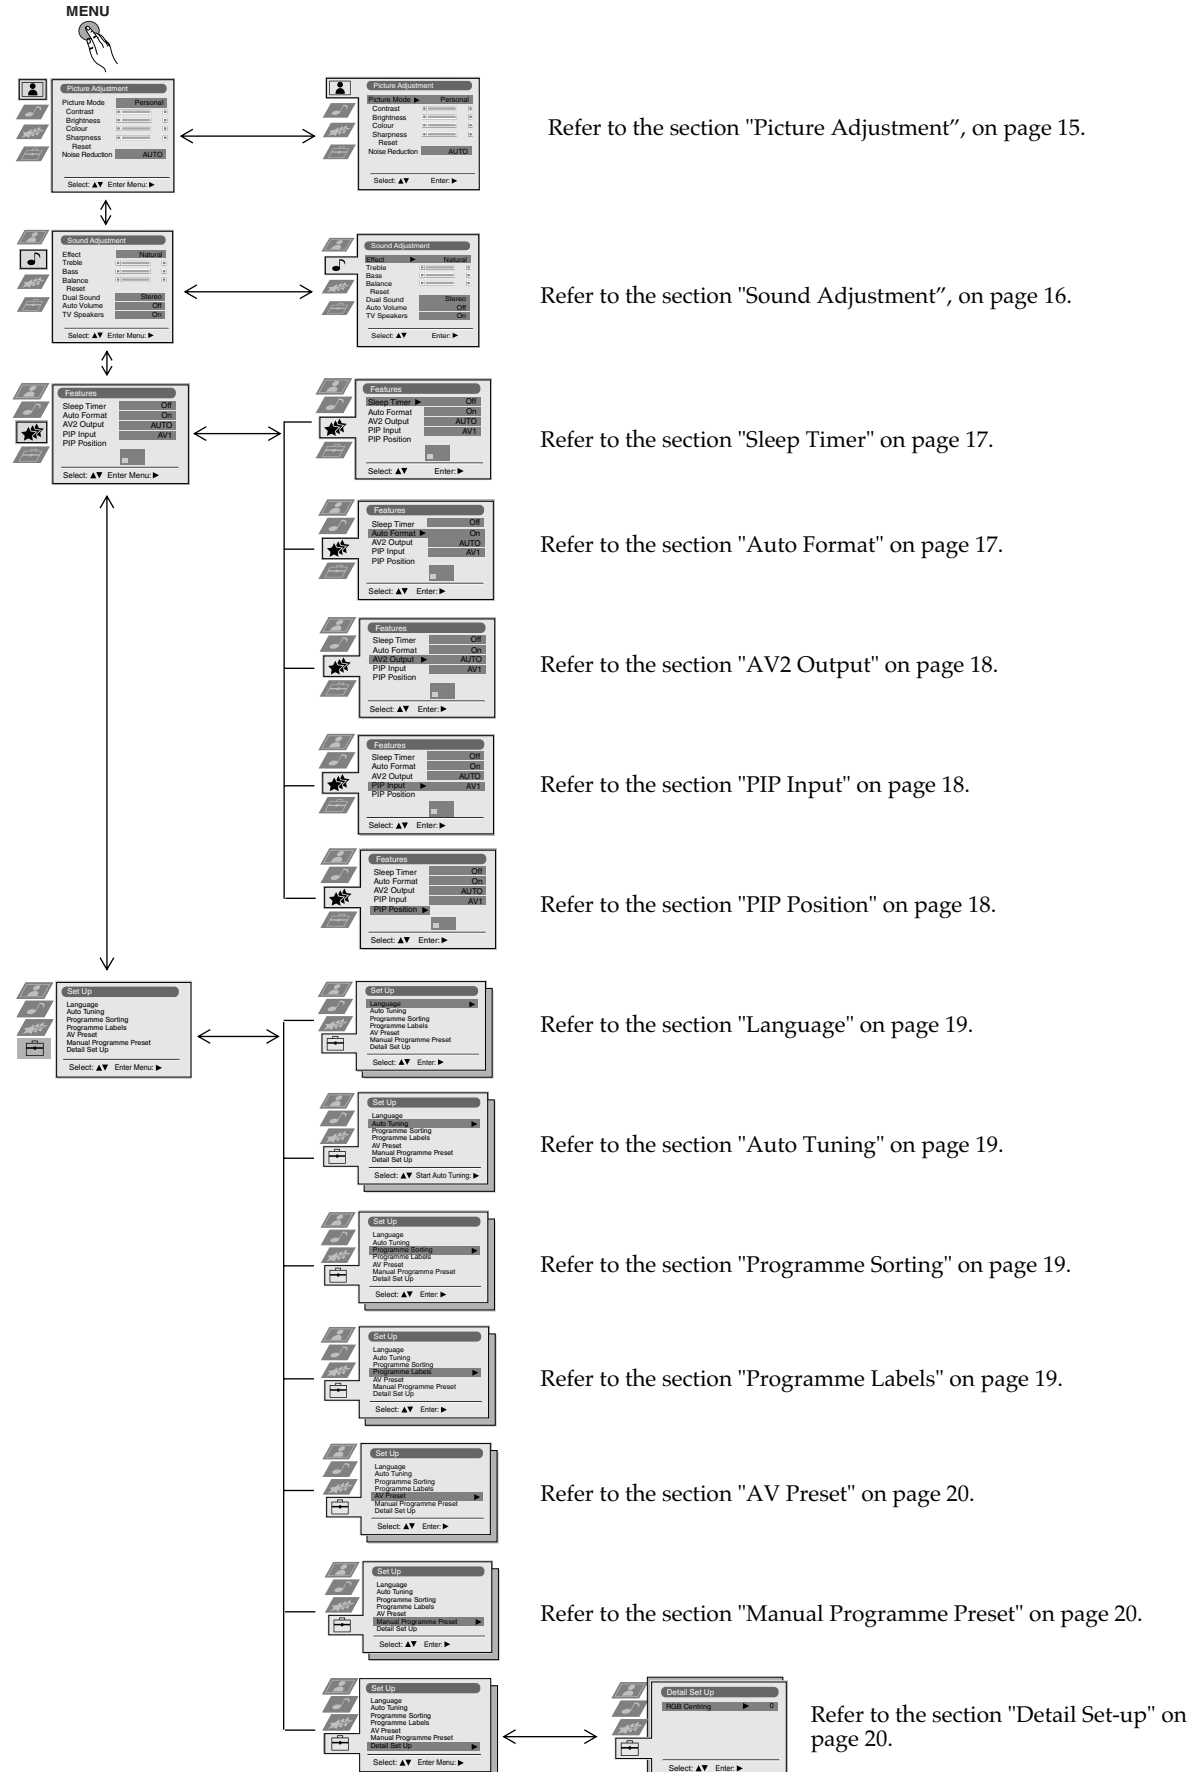 MENU
Picture Adjustment
Picture Mode Personal
Contrast
Brightness
Colour
Sharpness
Reset
Noise Reduction AUTO
Select: ▲▼ Enter Menu: ▶
Picture Adjustment
Picture Mode ▶ Personal
Contrast
Brightness
Colour
Sharpness
Reset
Noise Reduction AUTO
Select: ▲▼ Enter: ▶
Refer to the section "Picture Adjustment”, on page 15.
Sound Adjustment
Effect Natural
Treble
Bass
Balance
Reset
Dual Sound Stereo
Auto Volume Off
TV Speakers On
Select: ▲▼ Enter Menu: ▶
Sound Adjustment
Effect ▶ Natural
Treble
Bass
Balance
Reset
Dual Sound Stereo
Auto Volume Off
TV Speakers On
Select: ▲▼ Enter: ▶
Refer to the section "Sound Adjustment”, on page 16.
Features
Sleep Timer Off
Auto Format On
AV2 Output AUTO
PIP Input AV1
PIP Position
Select: ▲▼ Enter Menu: ▶
Features
Sleep Timer ▶ Off
Auto Format On
AV2 Output AUTO
PIP Input AV1
PIP Position
Select: ▲▼ Enter: ▶
Refer to the section "Sleep Timer" on page 17.
Features
Sleep Timer Off
Auto Format ▶ On
AV2 Output AUTO
PIP Input AV1
PIP Position
Select: ▲▼ Enter: ▶
Refer to the section "Auto Format" on page 17.
Features
Sleep Timer Off
Auto Format On
AV2 Output ▶ AUTO
PIP Input AV1
PIP Position
Select: ▲▼ Enter: ▶
Refer to the section "AV2 Output" on page 18.
Features
Sleep Timer Off
Auto Format On
AV2 Output AUTO
PIP Input ▶ AV1
PIP Position
Select: ▲▼ Enter: ▶
Refer to the section "PIP Input" on page 18.
Features
Sleep Timer Off
Auto Format On
AV2 Output AUTO
PIP Input AV1
PIP Position ▶
Select: ▲▼ Enter: ▶
Refer to the section "PIP Position" on page 18.
Set Up
Language
Auto Tuning
Programme Sorting
Programme Labels
AV Preset
Manual Programme Preset
Detail Set Up
Select: ▲▼ Enter Menu: ▶
Set Up
Language ▶
Auto Tuning
Programme Sorting
Programme Labels
AV Preset
Manual Programme Preset
Detail Set Up
Select: ▲▼ Enter: ▶
Refer to the section "Language" on page 19.
Set Up
Language
Auto Tuning ▶
Programme Sorting
Programme Labels
AV Preset
Manual Programme Preset
Detail Set Up
Select: ▲▼ Start Auto Tuning: ▶
Refer to the section "Auto Tuning" on page 19.
Set Up
Language
Auto Tuning
Programme Sorting ▶
Programme Labels
AV Preset
Manual Programme Preset
Detail Set Up
Select: ▲▼ Enter: ▶
Refer to the section "Programme Sorting" on page 19.
Set Up
Language
Auto Tuning
Programme Sorting
Programme Labels ▶
AV Preset
Manual Programme Preset
Detail Set Up
Select: ▲▼ Enter: ▶
Refer to the section "Programme Labels" on page 19.
Set Up
Language
Auto Tuning
Programme Sorting
Programme Labels
AV Preset ▶
Manual Programme Preset
Detail Set Up
Select: ▲▼ Enter: ▶
Refer to the section "AV Preset" on page 20.
Set Up
Language
Auto Tuning
Programme Sorting
Programme Labels
AV Preset
Manual Programme Preset ▶
Detail Set Up
Select: ▲▼ Enter: ▶
Refer to the section "Manual Programme Preset" on page 20.
Set Up
Language
Auto Tuning
Programme Sorting
Programme Labels
AV Preset
Manual Programme Preset
Detail Set Up ▶
Select: ▲▼ Enter Menu: ▶
Detail Set Up
RGB Centring ▶ 0
Select: ▲▼ Enter: ▶
Refer to the section "Detail Set-up" on
page 20.